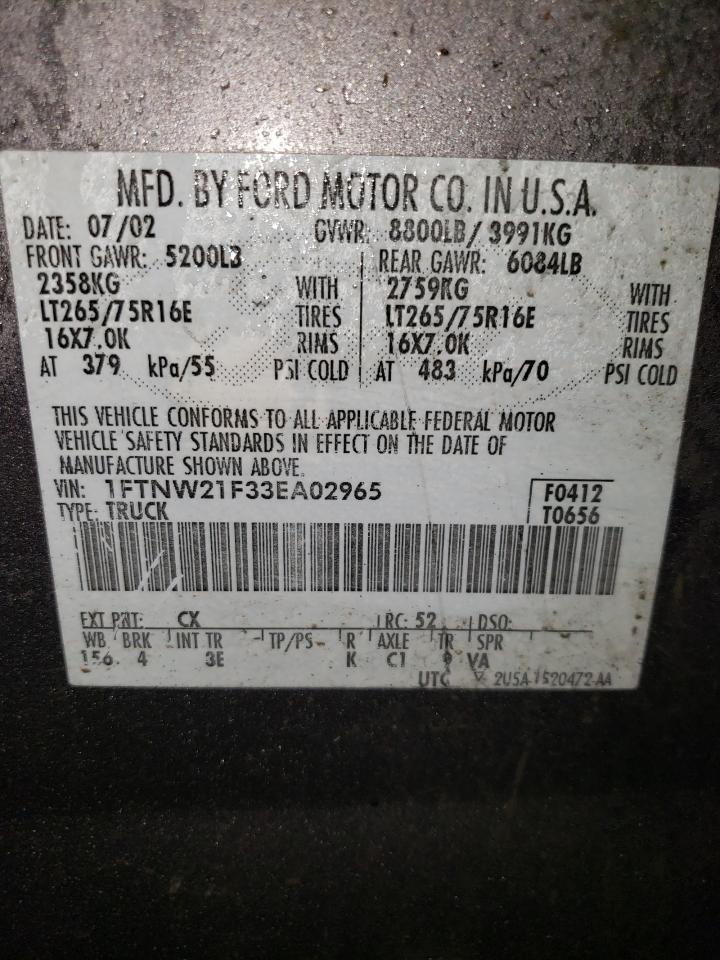 MFD. BY FORD MOTOR CO. IN U.S.A.
DATE: 07/02 GVWR: 8800LB/ 3991KG
FRONT GAWR: 5200LB REAR GAWR: 6084LB
2358KG WITH 2759KG WITH
LT265/75R16E TIRES LT265/75R16E TIRES
16X7.0K RIMS 16X7.0K RIMS
AT 379 kPa/55 PSI COLD AT 483 kPa/70 PSI COLD
THIS VEHICLE CONFORMS TO ALL APPLICABLE FEDERAL MOTOR
VEHICLE SAFETY STANDARDS IN EFFECT ON THE DATE OF
MANUFACTURE SHOWN ABOVE.
VIN: 1FTNW21F33EA02965 F0412
TYPE: TRUCK T0656
EXT PNT: CX RC: 52 DSO:
WB BRK INT TR TP/PS R AXLE TR SPR
156. 4 3E K C1 VA
UTC 2U5A-1520472-AA